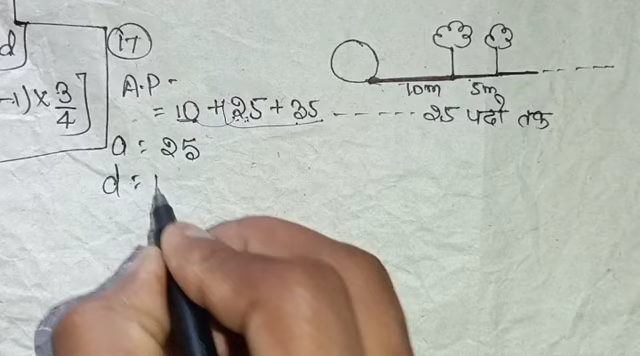 d
-1) × 3/4]
(17)
10m 5m
A.P.
= 10 + 25 + 35 ------- 25 पदों तक
a = 25
d =